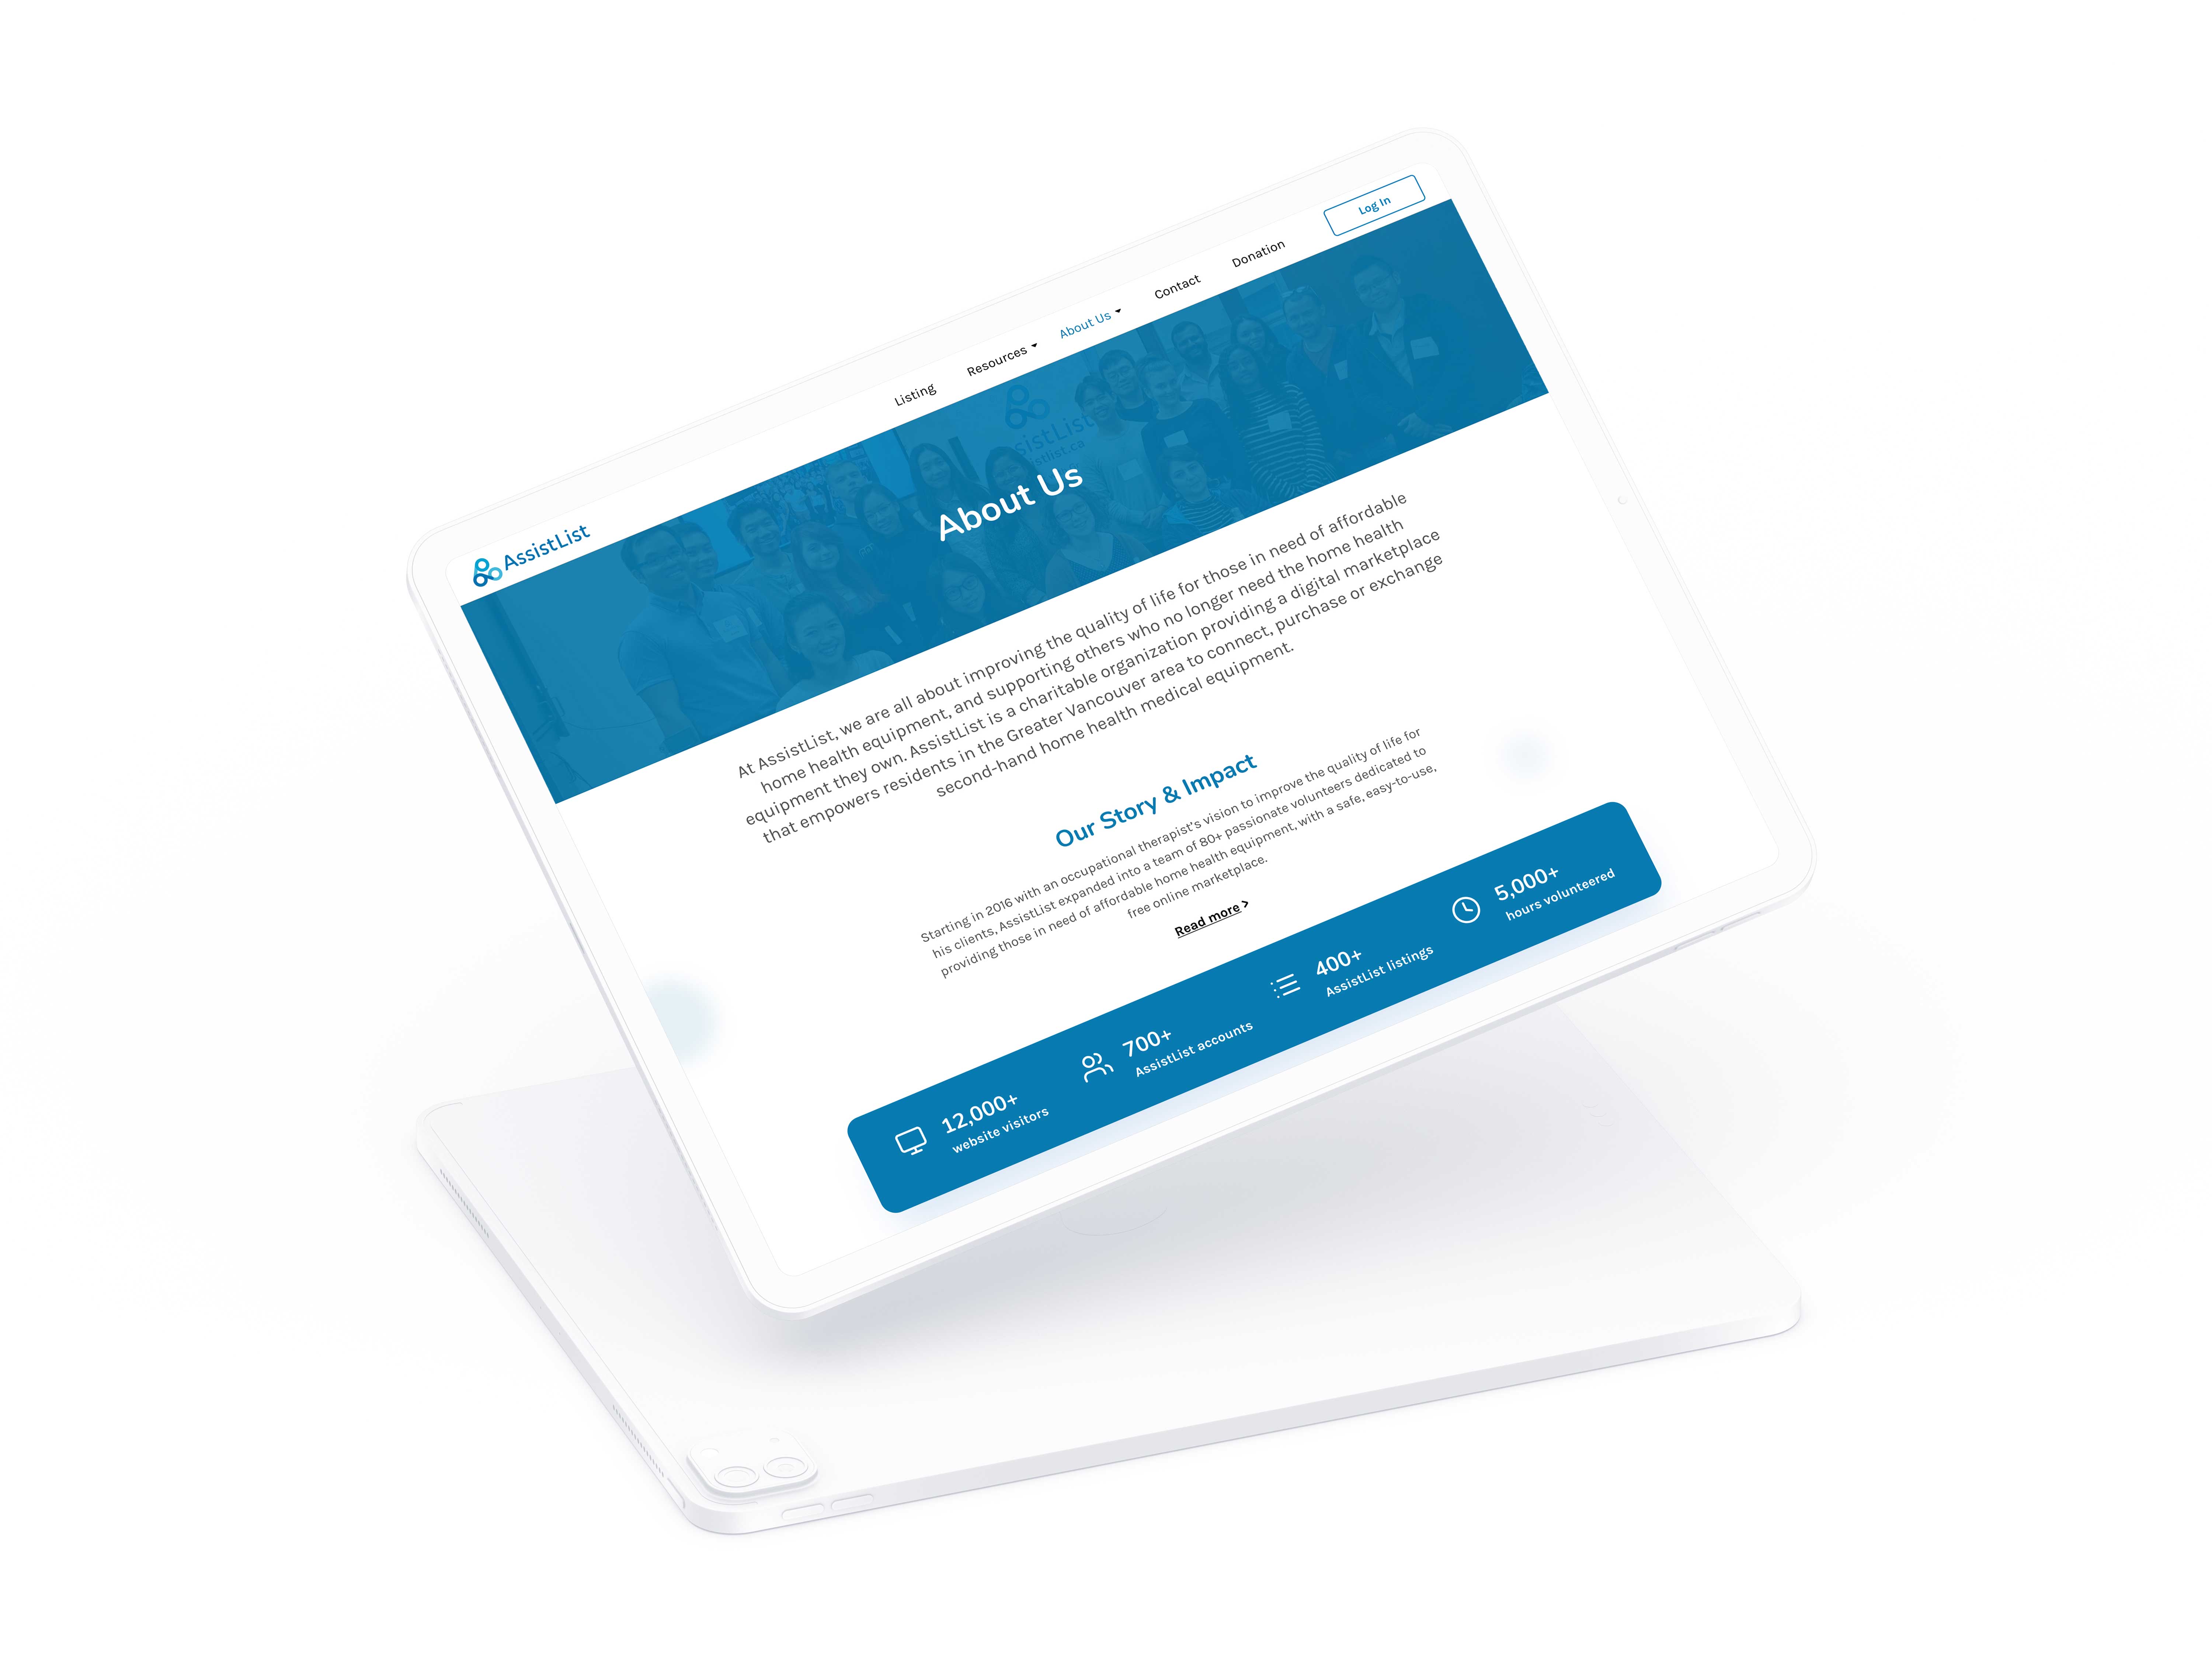 AssistList
Listing
Resources
About Us
Contact
Donation
Log In
sistList
stlist.ca
About Us
At AssistList, we are all about improving the quality of life for those in need of affordable
home health equipment, and supporting others who no longer need the home health
equipment they own. AssistList is a charitable organization providing a digital marketplace
that empowers residents in the Greater Vancouver area to connect, purchase or exchange
second-hand home health medical equipment.
Our Story & Impact
Starting in 2016 with an occupational therapist's vision to improve the quality of life for
his clients, AssistList expanded into a team of 80+ passionate volunteers dedicated to
providing those in need of affordable home health equipment, with a safe, easy-to-use,
free online marketplace.
Read more >
12,000+
website visitors
700+
AssistList accounts
400+
AssistList listings
5,000+
hours volunteered